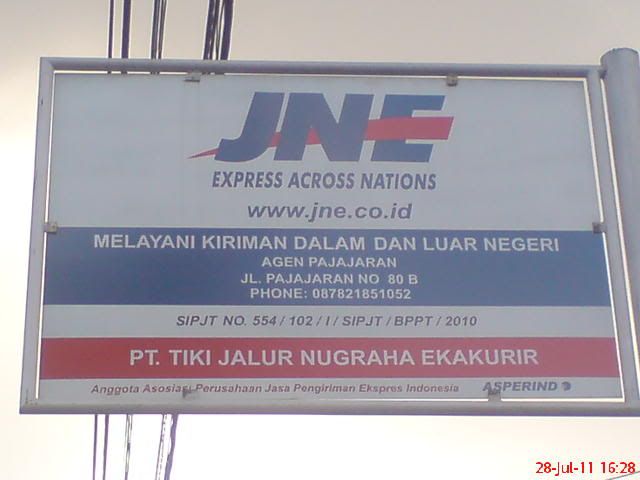 JNE
EXPRESS ACROSS NATIONS
www.jne.co.id
MELAYANI KIRIMAN DALAM DAN LUAR NEGERI
AGEN PAJAJARAN
JL. PAJAJARAN NO 80 B
PHONE: 087821851052
SIPJT NO. 554 / 102 / I / SIPJT / BPPT / 2010
PT. TIKI JALUR NUGRAHA EKAKURIR
Anggota Asosiasi Perusahaan Jasa Pengiriman Ekspres Indonesia ASPERINDO
28-Jul-11 16:28